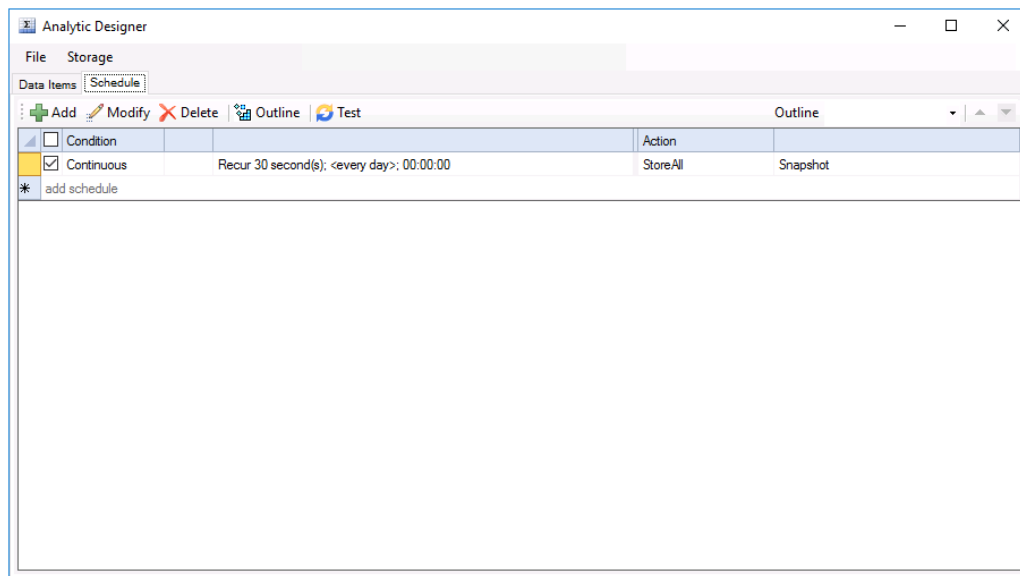 Analytic Designer
File Storage
Data Items Schedule
Add Modify Delete Outline Test Outline
Condition Action
Continuous Recur 30 second(s); <every day>; 00:00:00 StoreAll Snapshot
add schedule